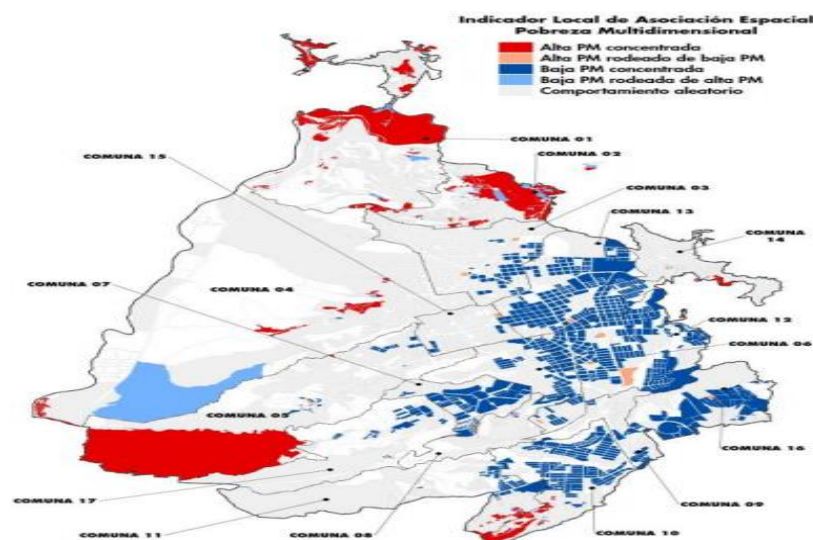 Indicador Local de Asociación Espacial
Pobreza Multidimensional
Alta PM concentrada
Alta PM rodeado de baja PM
Baja PM concentrada
Baja PM rodeada de alta PM
Comportamiento aleatorio
COMUNA 01
COMUNA 15
COMUNA 02
COMUNA 03
COMUNA 13
COMUNA
14
COMUNA 07
COMUNA 04
COMUNA 12
COMUNA 06
COMUNA 05
COMUNA 16
COMUNA 17
COMUNA 09
COMUNA 11
COMUNA 08
COMUNA 10